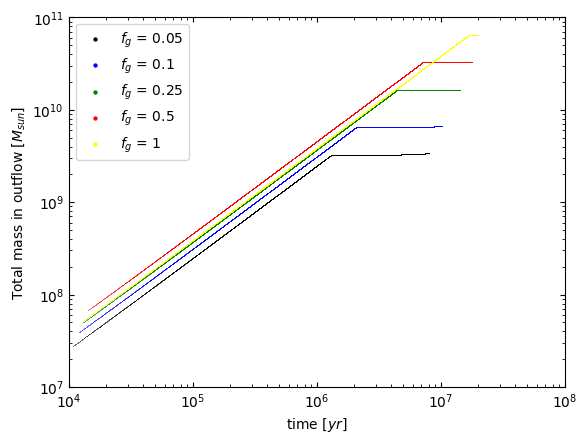 10^11
10^10
10^9
10^8
10^7
Total mass in outflow [M_sun]
f_g = 0.05
f_g = 0.1
f_g = 0.25
f_g = 0.5
f_g = 1
10^4 10^5 10^6 10^7 10^8
time [yr]